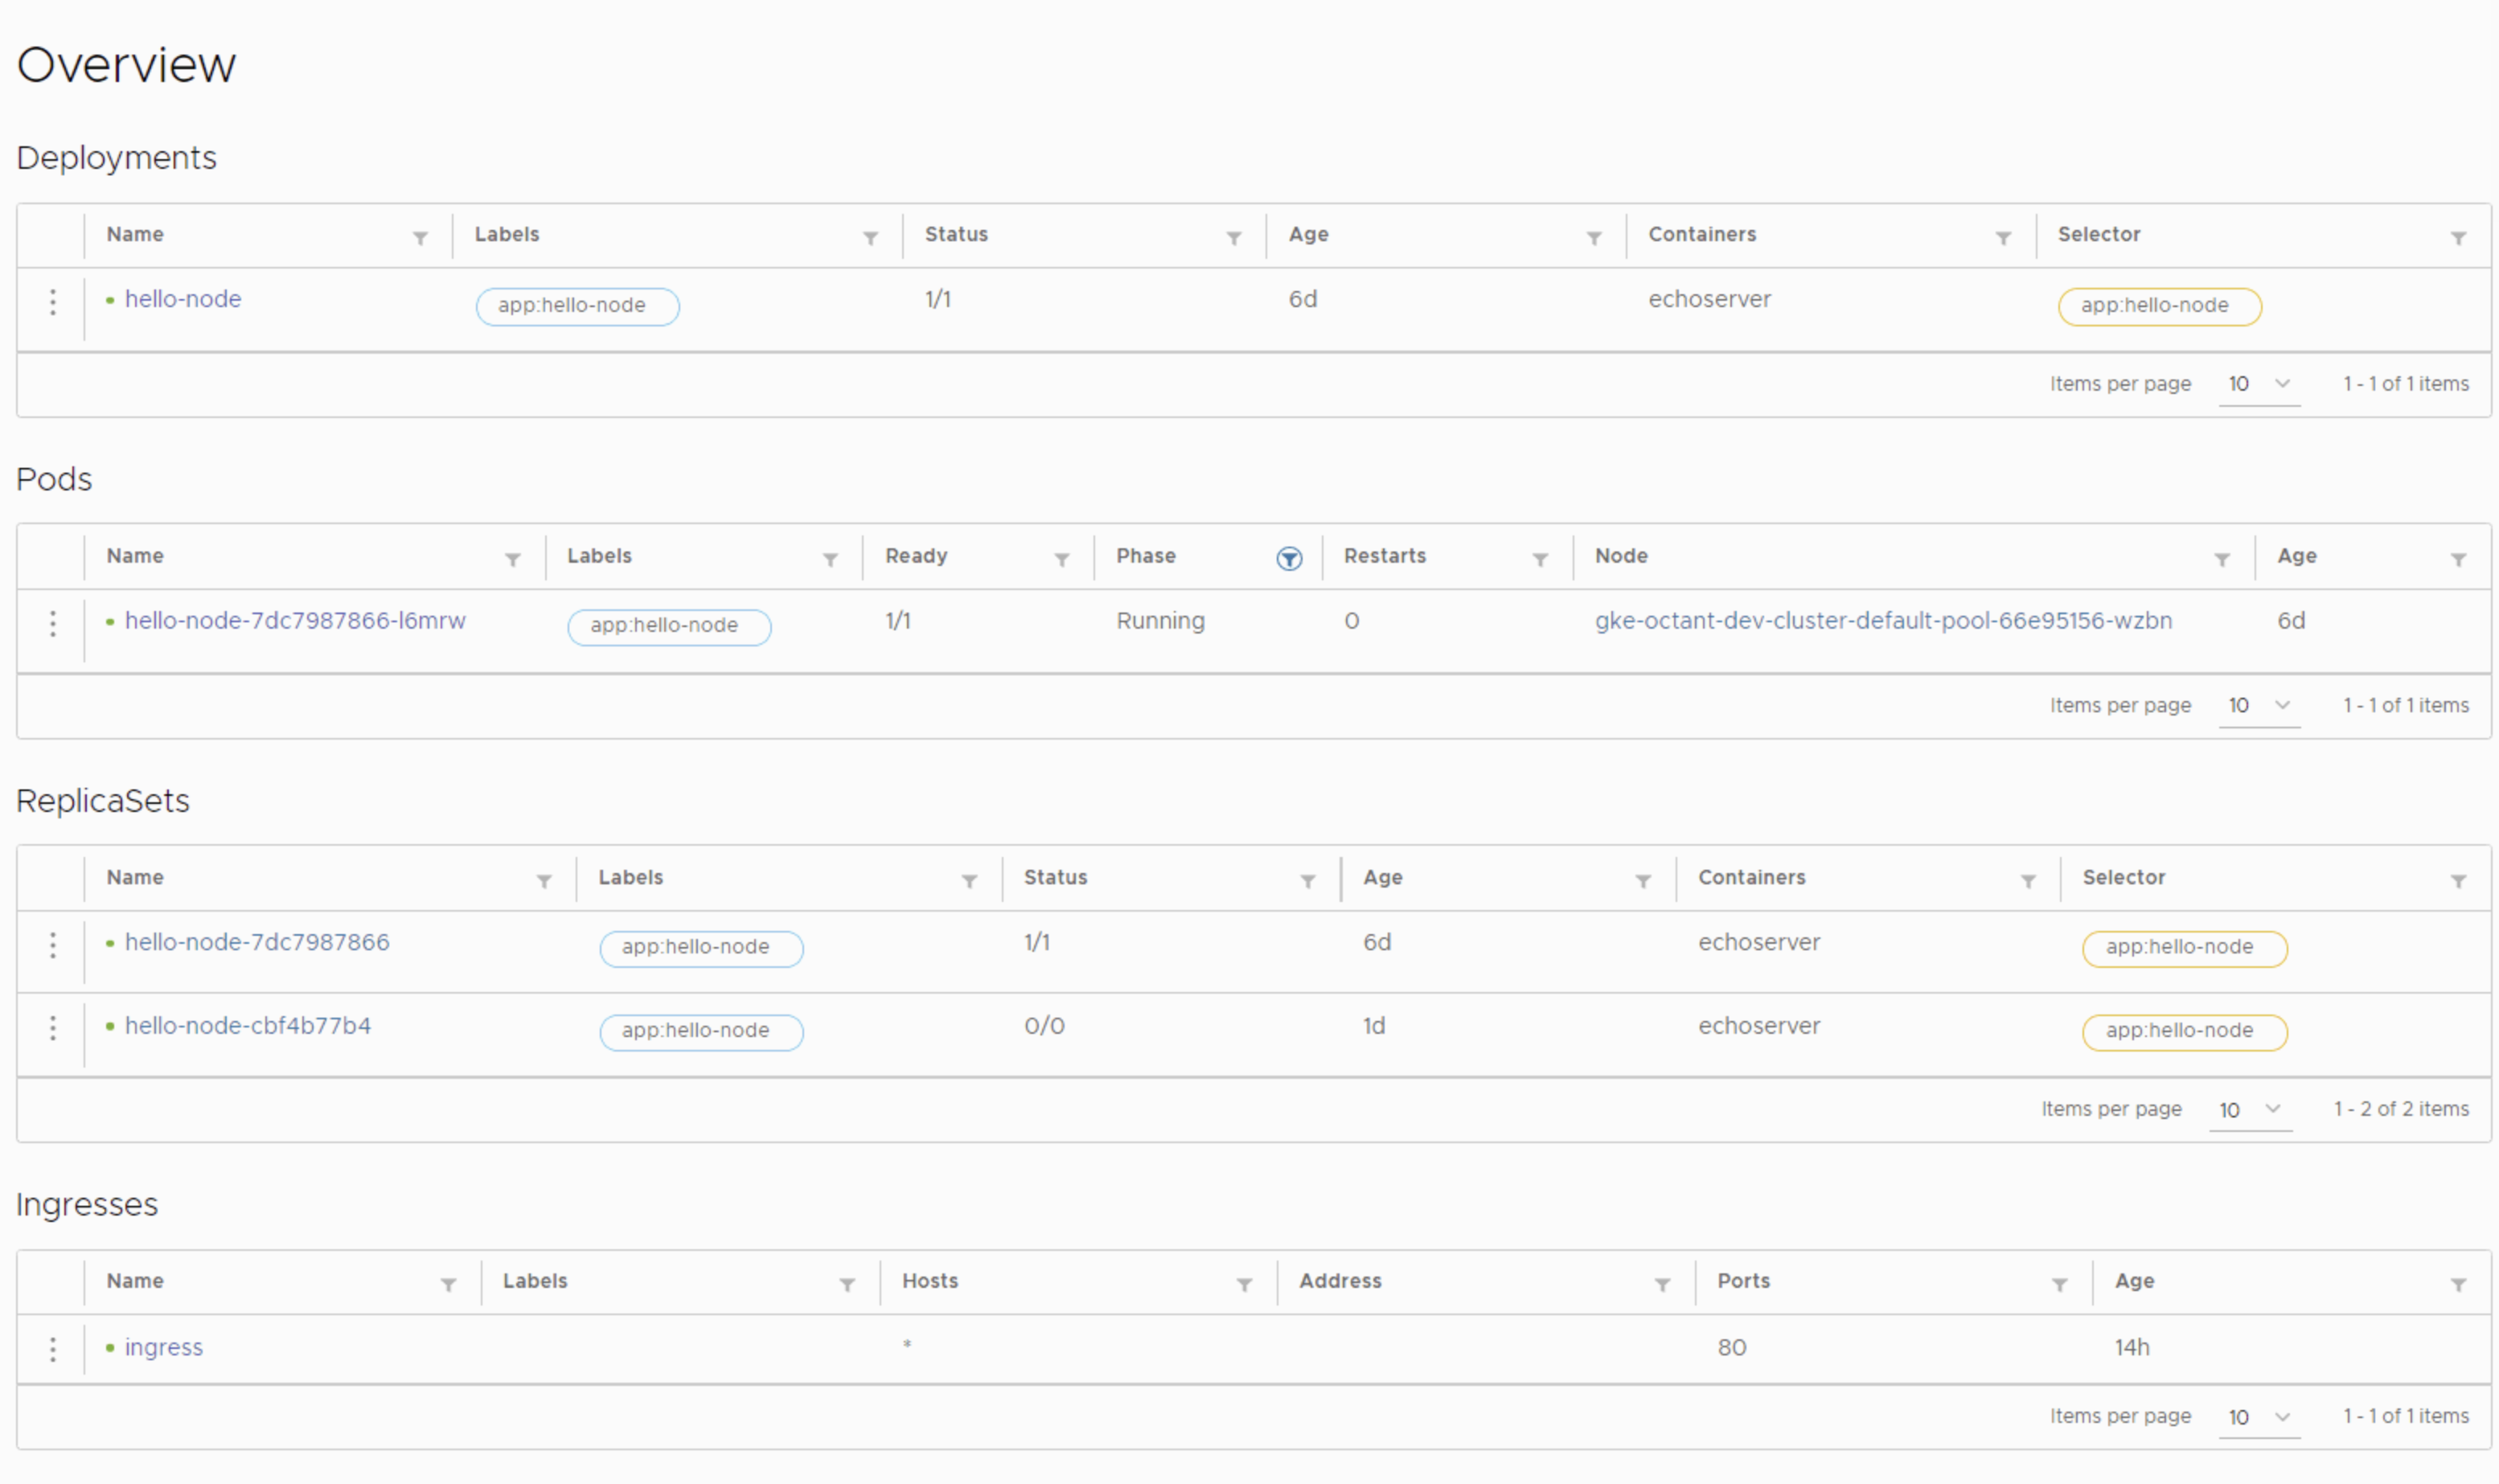 Overview
Deployments
Name Labels Status Age Containers Selector
hello-node app:hello-node 1/1 6d echoserver app:hello-node
Items per page 10 1 - 1 of 1 items
Pods
Name Labels Ready Phase Restarts Node Age
hello-node-7dc7987866-l6mrw app:hello-node 1/1 Running 0 gke-octant-dev-cluster-default-pool-66e95156-wzbn 6d
Items per page 10 1 - 1 of 1 items
ReplicaSets
Name Labels Status Age Containers Selector
hello-node-7dc7987866 app:hello-node 1/1 6d echoserver app:hello-node
hello-node-cbf4b77b4 app:hello-node 0/0 1d echoserver app:hello-node
Items per page 10 1 - 2 of 2 items
Ingresses
Name Labels Hosts Address Ports Age
ingress * 80 14h
Items per page 10 1 - 1 of 1 items